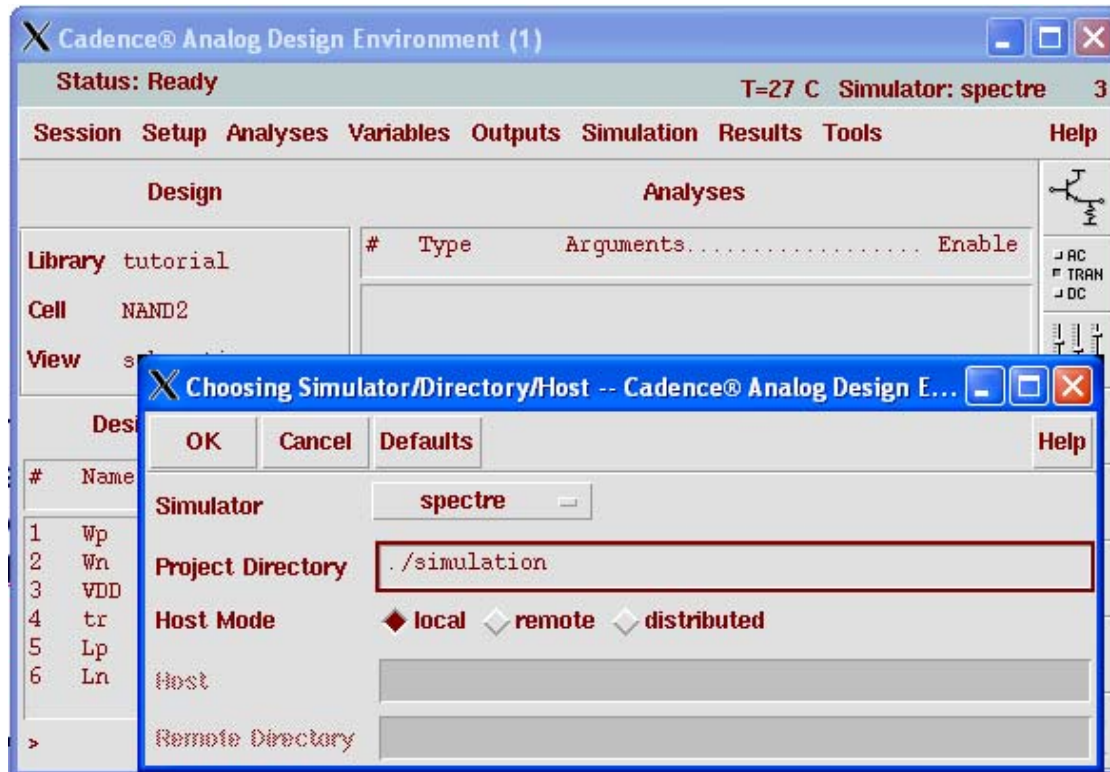 Cadence® Analog Design Environment (1)
Status: Ready T=27 C Simulator: spectre 3
Session Setup Analyses Variables Outputs Simulation Results Tools Help
Design Analyses
# Type Arguments................... Enable
Library tutorial
Cell NAND2
View
AC
TRAN
DC
Choosing Simulator/Directory/Host -- Cadence® Analog Design E...
OK Cancel Defaults Help
Simulator spectre
Project Directory ./simulation
Host Mode local remote distributed
Host
Remote Directory
# Name
1 Wp
2 Wn
3 VDD
4 tr
5 Lp
6 Ln
>